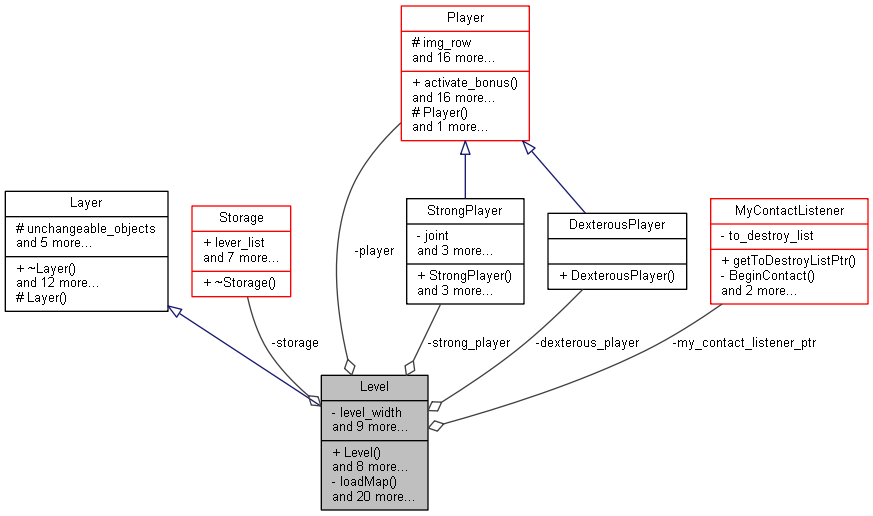 Player
# img_row
and 16 more...
+ activate_bonus()
and 16 more...
# Player()
and 1 more...
Layer
# unchangeable_objects
and 5 more...
+ ~Layer()
and 12 more...
# Layer()
Storage
+ lever_list
and 7 more...
+ ~Storage()
-player
StrongPlayer
- joint
and 3 more...
+ StrongPlayer()
and 3 more...
DexterousPlayer
+ DexterousPlayer()
MyContactListener
- to_destroy_list
+ getToDestroyListPtr()
- BeginContact()
and 2 more...
-storage
-strong_player
-dexterous_player
-my_contact_listener_ptr
Level
- level_width
and 9 more...
+ Level()
and 8 more...
- loadMap()
and 20 more...